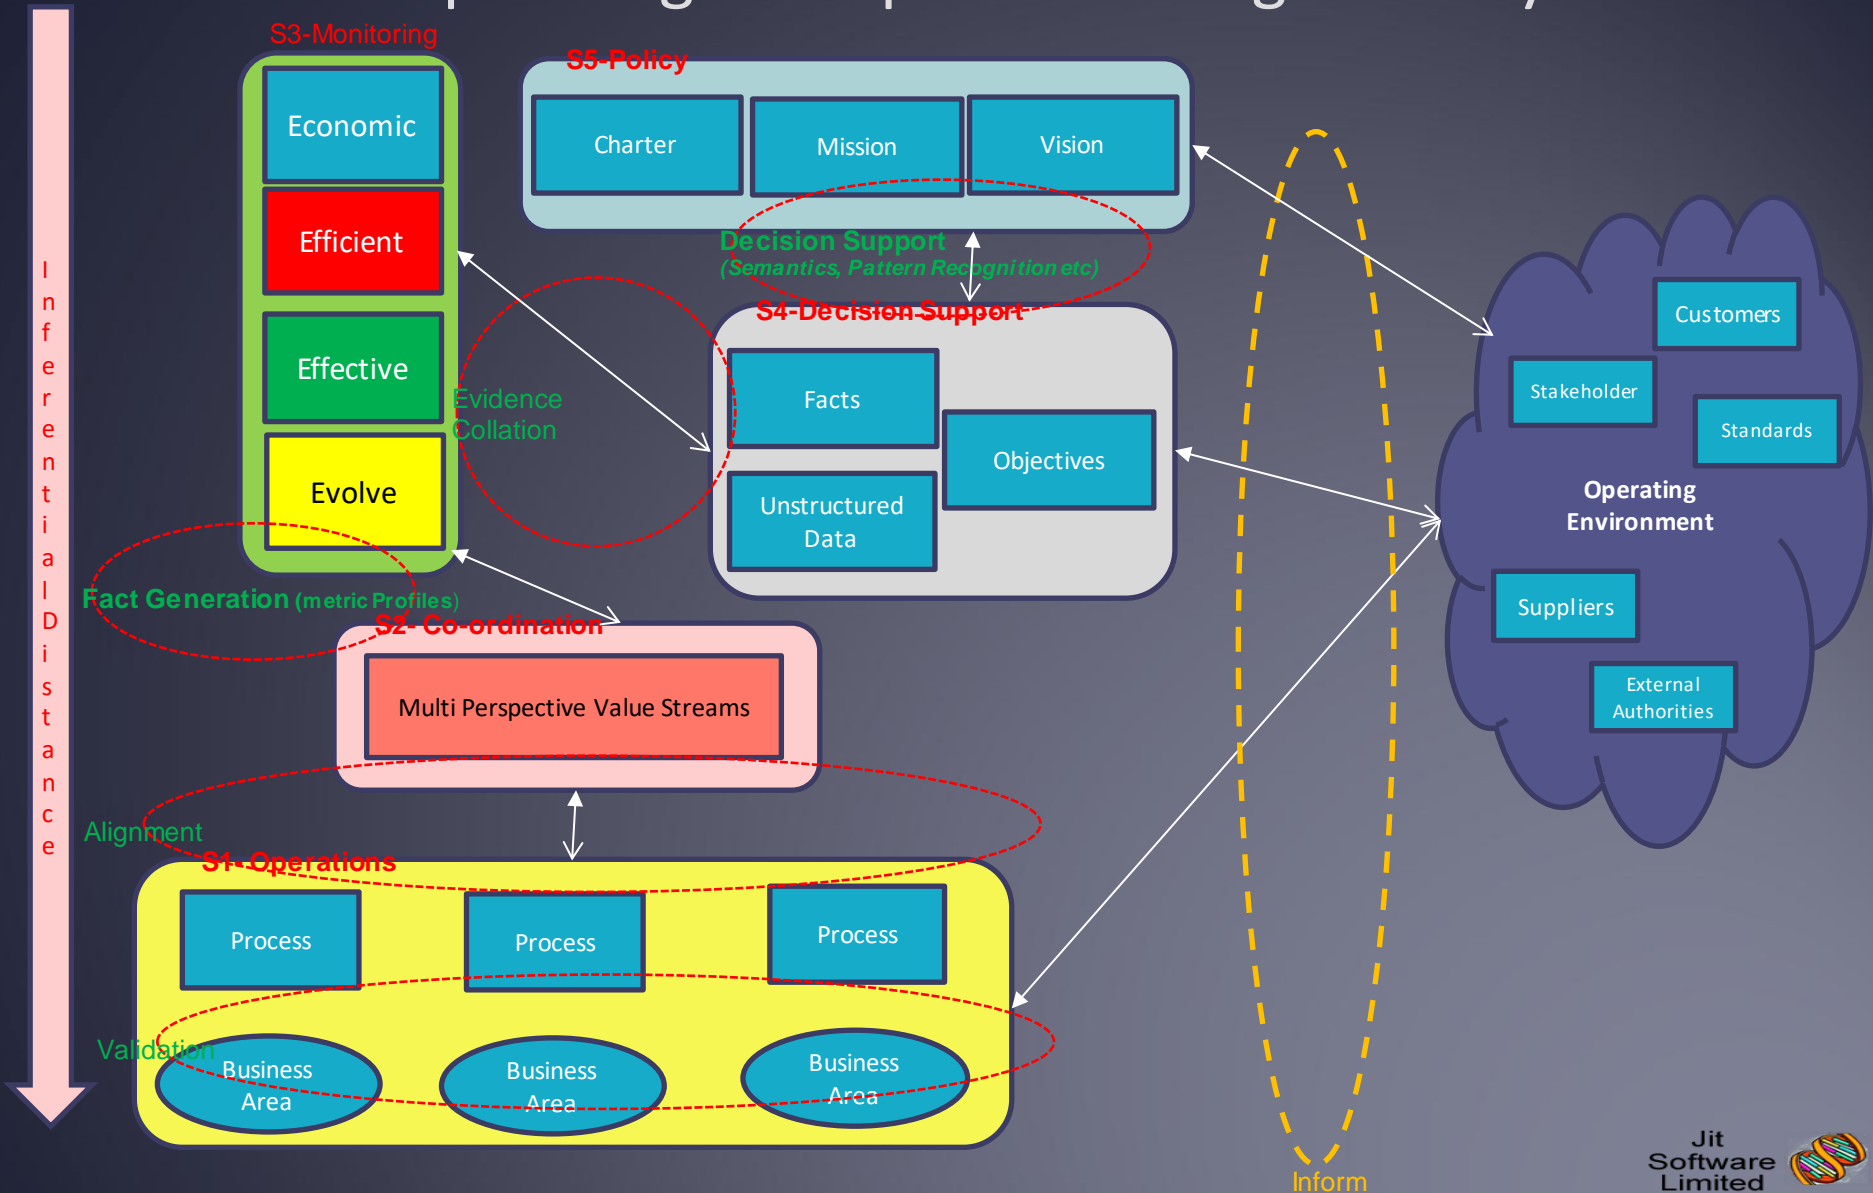 S3-Monitoring
Economic
Efficient
Effective
Evolve
S5-Policy
Charter
Mission
Vision
Decision Support
(Semantics, Pattern Recognition etc)
S4-Decision Support
Facts
Objectives
Unstructured
Data
Evidence
Collation
Fact Generation (metric Profiles)
S2- Co-ordination
Multi Perspective Value Streams
Alignment
S1- Operations
Process
Process
Process
Validation
Business
Area
Business
Area
Business
Area
Inferential Distance
Customers
Stakeholder
Standards
Operating
Environment
Suppliers
External
Authorities
Inform
Jit
Software
Limited